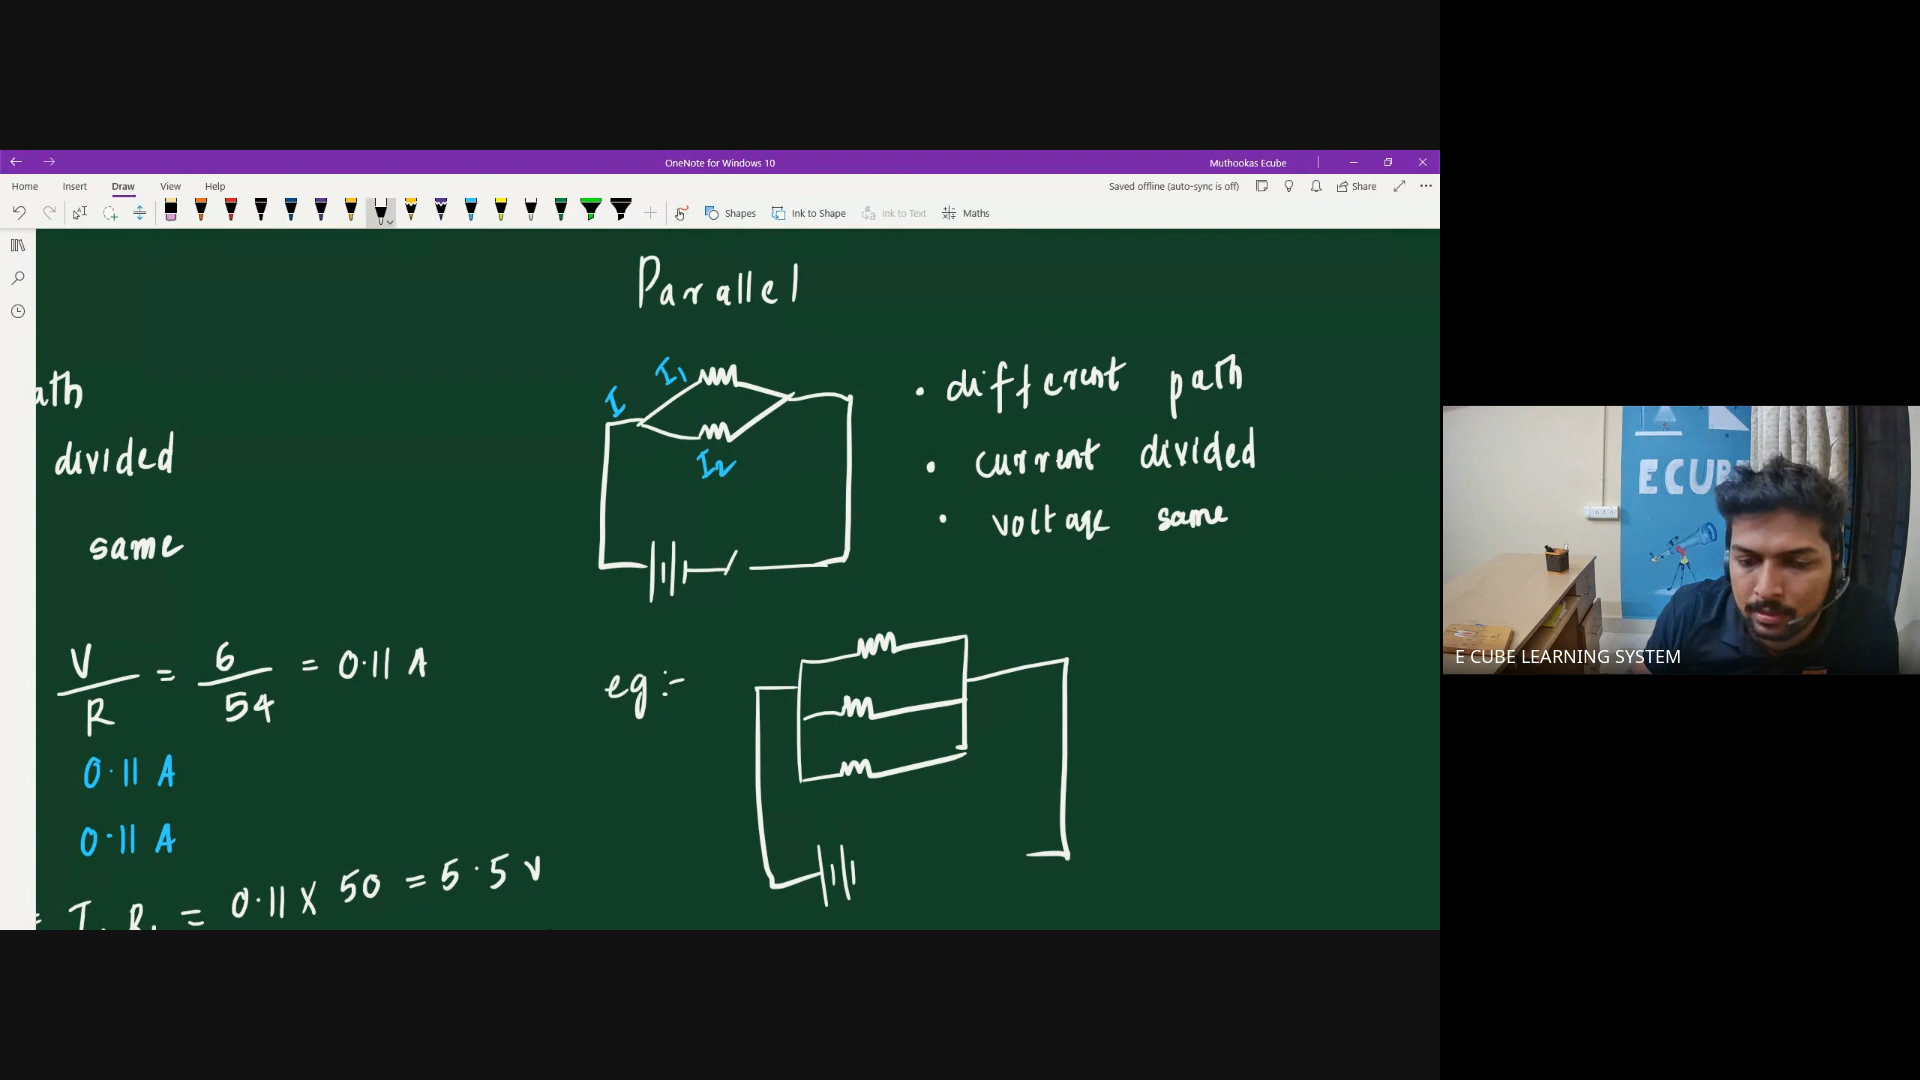 OneNote for Windows 10
Muthookas Ecube
Home Insert Draw View Help
Saved offline (auto-sync is off)
Share
Shapes
Ink to Shape
Ink to Text
Maths
Parallel
ath
divided
same
I
I1
I2
• different path
• current divided
• voltage same
V/R = 6/54 = 0.11 A
0.11 A
0.11 A
0.11 X 50 = 5.5 v
eg :-
E CUB
E CUBE LEARNING SYSTEM